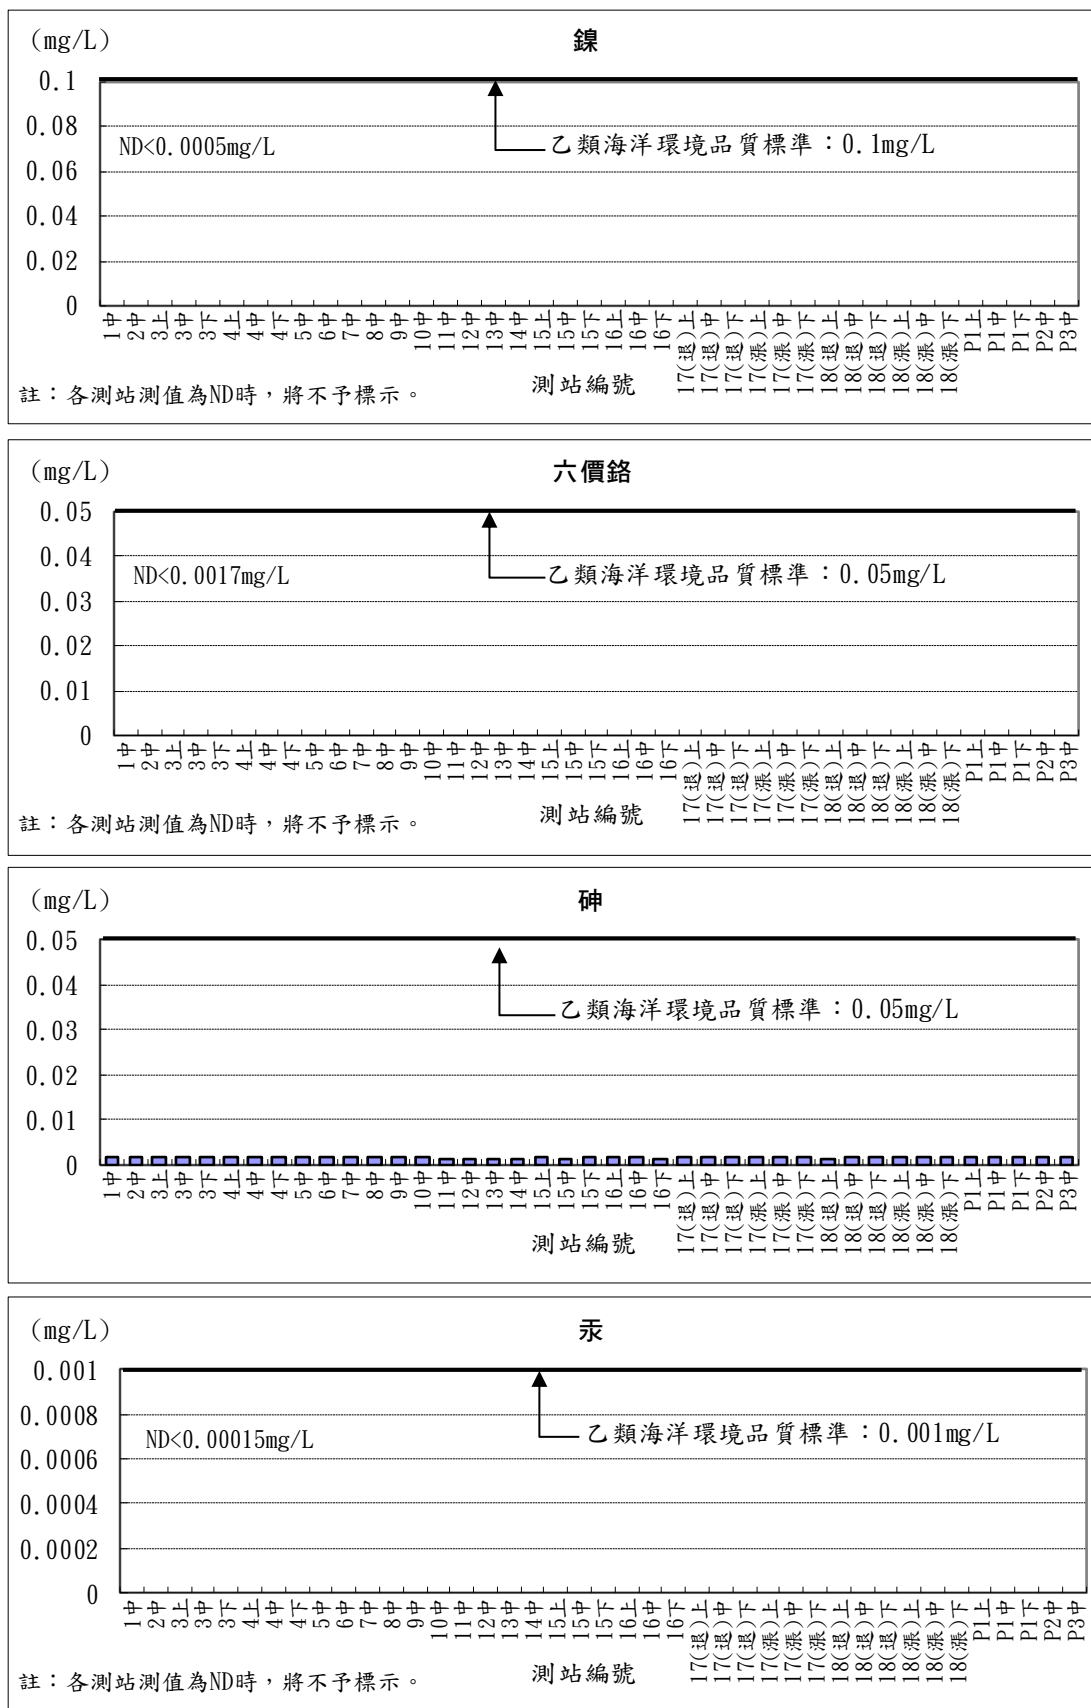 (mg/L)
鎳
0.1
0.08
0.06
0.04
0.02
0
ND<0.0005mg/L
乙類海洋環境品質標準：0.1mg/L
1中 2中 3上 3中 3下 4上 4中 4下 5中 6中 7中 8中 9中 10中 11中 12中 13中 14中 15上 15中 15下 16上 16中 16下 17(退)上 17(退)中 17(退)下 17(漲)上 17(漲)中 17(漲)下 18(退)上 18(退)中 18(退)下 18(漲)上 18(漲)中 18(漲)下 P1上 P1中 P1下 P2中 P3中
測站編號
註：各測站測值為ND時，將不予標示。
(mg/L)
六價鉻
0.05
0.04
0.03
0.02
0.01
0
ND<0.0017mg/L
乙類海洋環境品質標準：0.05mg/L
1中 2中 3上 3中 3下 4上 4中 4下 5中 6中 7中 8中 9中 10中 11中 12中 13中 14中 15上 15中 15下 16上 16中 16下 17(退)上 17(退)中 17(退)下 17(漲)上 17(漲)中 17(漲)下 18(退)上 18(退)中 18(退)下 18(漲)上 18(漲)中 18(漲)下 P1上 P1中 P1下 P2中 P3中
測站編號
註：各測站測值為ND時，將不予標示。
(mg/L)
砷
0.05
0.04
0.03
0.02
0.01
0
乙類海洋環境品質標準：0.05mg/L
1中 2中 3上 3中 3下 4上 4中 4下 5中 6中 7中 8中 9中 10中 11中 12中 13中 14中 15上 15中 15下 16上 16中 16下 17(退)上 17(退)中 17(退)下 17(漲)上 17(漲)中 17(漲)下 18(退)上 18(退)中 18(退)下 18(漲)上 18(漲)中 18(漲)下 P1上 P1中 P1下 P2中 P3中
測站編號
(mg/L)
汞
0.001
0.0008
0.0006
0.0004
0.0002
0
ND<0.00015mg/L
乙類海洋環境品質標準：0.001mg/L
1中 2中 3上 3中 3下 4上 4中 4下 5中 6中 7中 8中 9中 10中 11中 12中 13中 14中 15上 15中 15下 16上 16中 16下 17(退)上 17(退)中 17(退)下 17(漲)上 17(漲)中 17(漲)下 18(退)上 18(退)中 18(退)下 18(漲)上 18(漲)中 18(漲)下 P1上 P1中 P1下 P2中 P3中
測站編號
註：各測站測值為ND時，將不予標示。